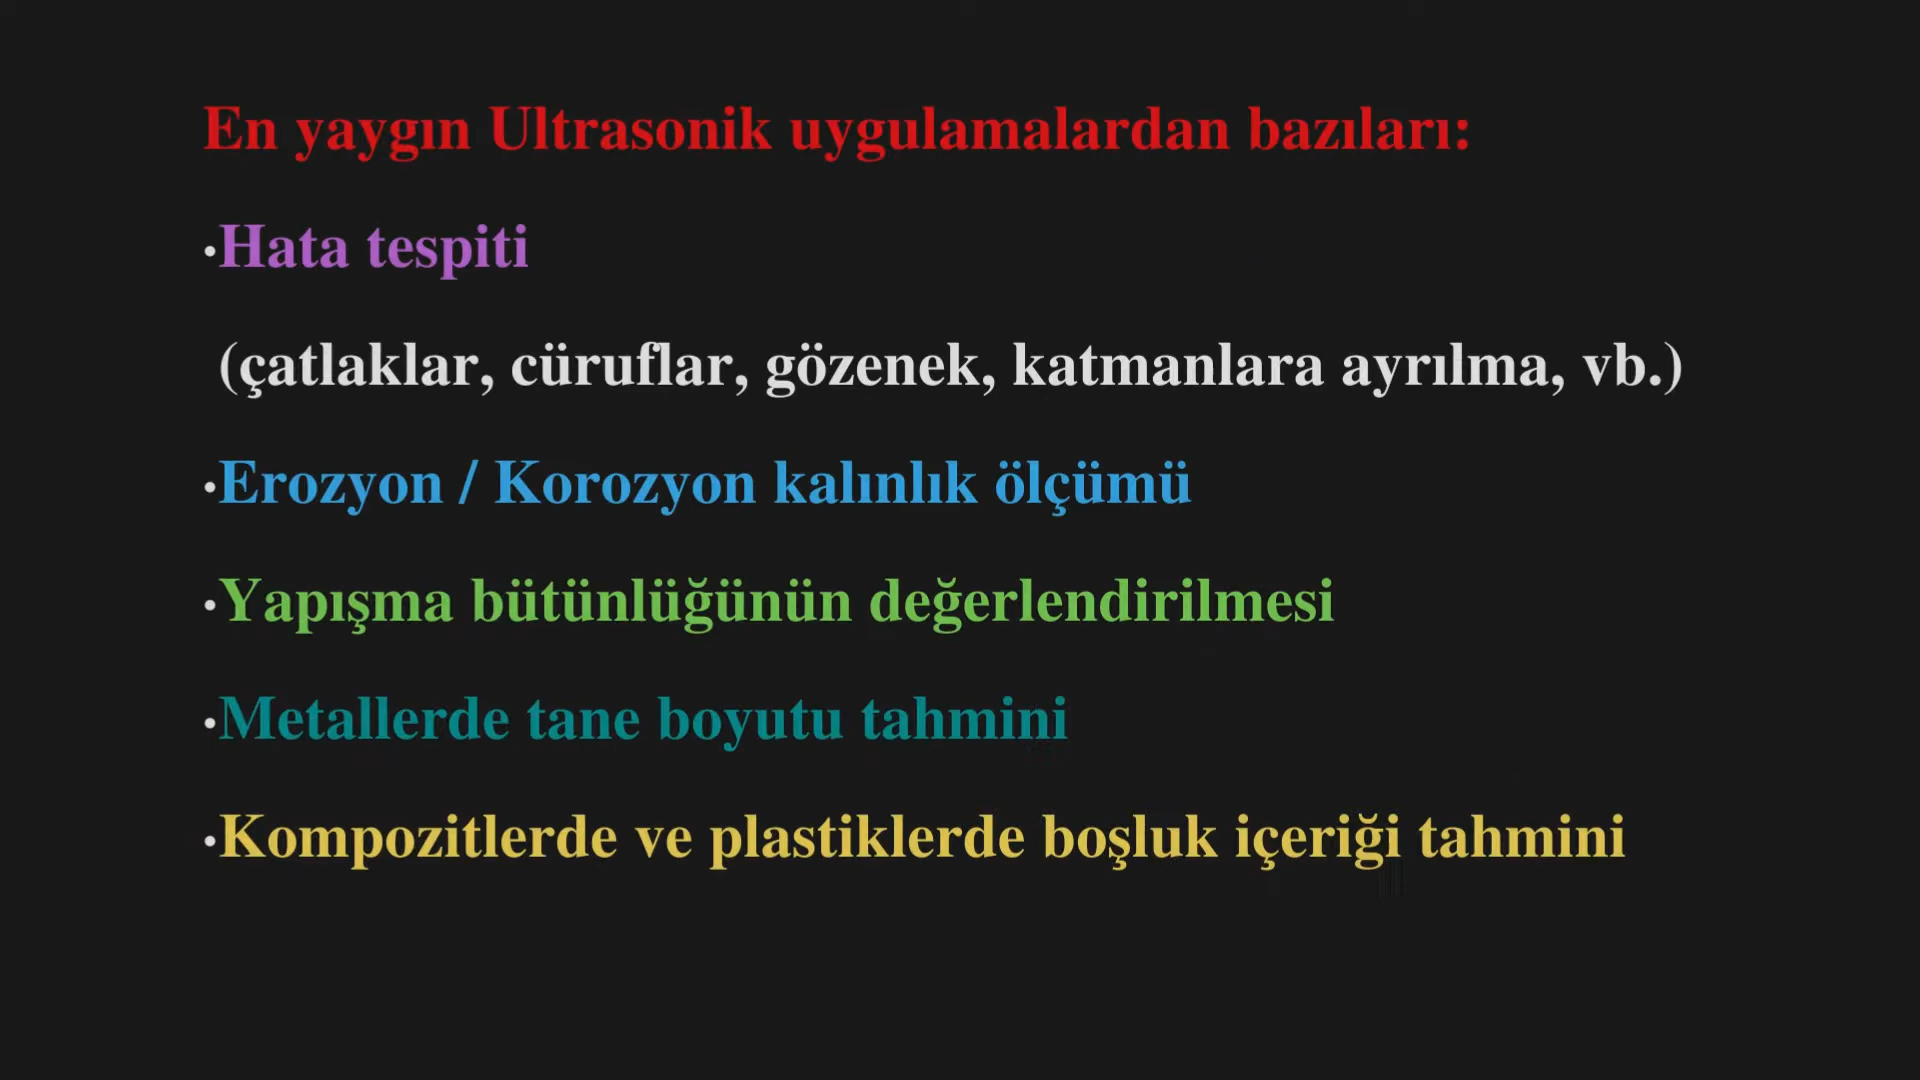 En yaygın Ultrasonik uygulamalardan bazıları:
•Hata tespiti
(çatlaklar, cüruflar, gözenek, katmanlara ayrılma, vb.)
•Erozyon / Korozyon kalınlık ölçümü
•Yapışma bütünlüğünün değerlendirilmesi
•Metallerde tane boyutu tahmini
•Kompozitlerde ve plastiklerde boşluk içeriği tahmini